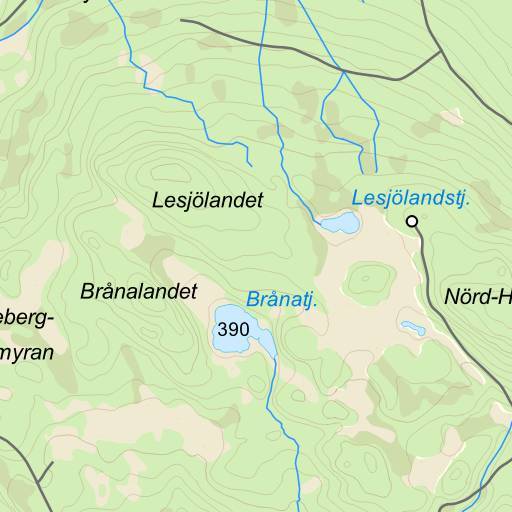 Lesjölandet
Lesjölandstj.
Brånalandet
Brånatj.
Nörd-H
eberg-
myran
390